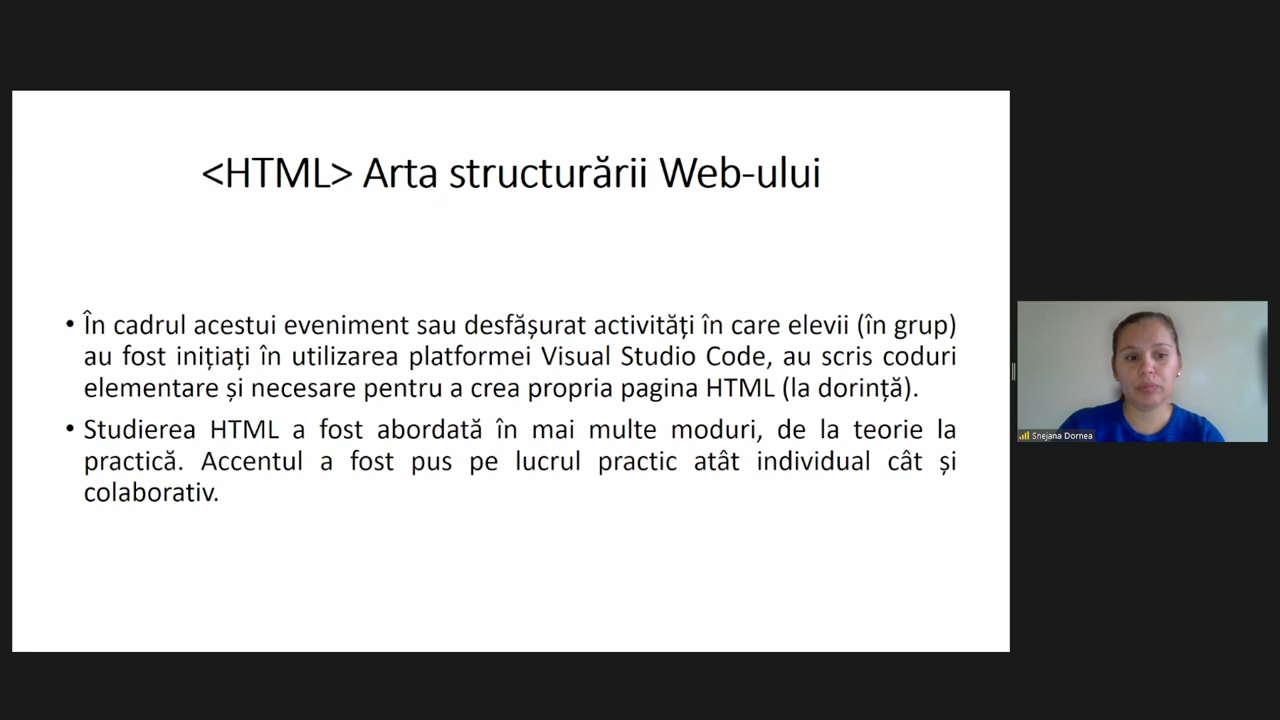 <HTML> Arta structurării Web-ului
• În cadrul acestui eveniment sau desfășurat activități în care elevii (în grup)
au fost inițiați în utilizarea platformei Visual Studio Code, au scris coduri
elementare și necesare pentru a crea propria pagina HTML (la dorință).
• Studierea HTML a fost abordată în mai multe moduri, de la teorie la
practică. Accentul a fost pus pe lucrul practic atât individual cât și
colaborativ.
Snejana Dornea